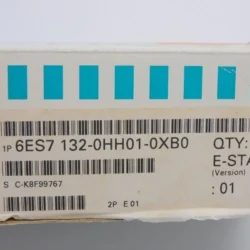 1P 6ES7 132-0HH01-0XB0 QTY:
E-STA
(Version)
S C-K8F99767 : 01
2P E 01